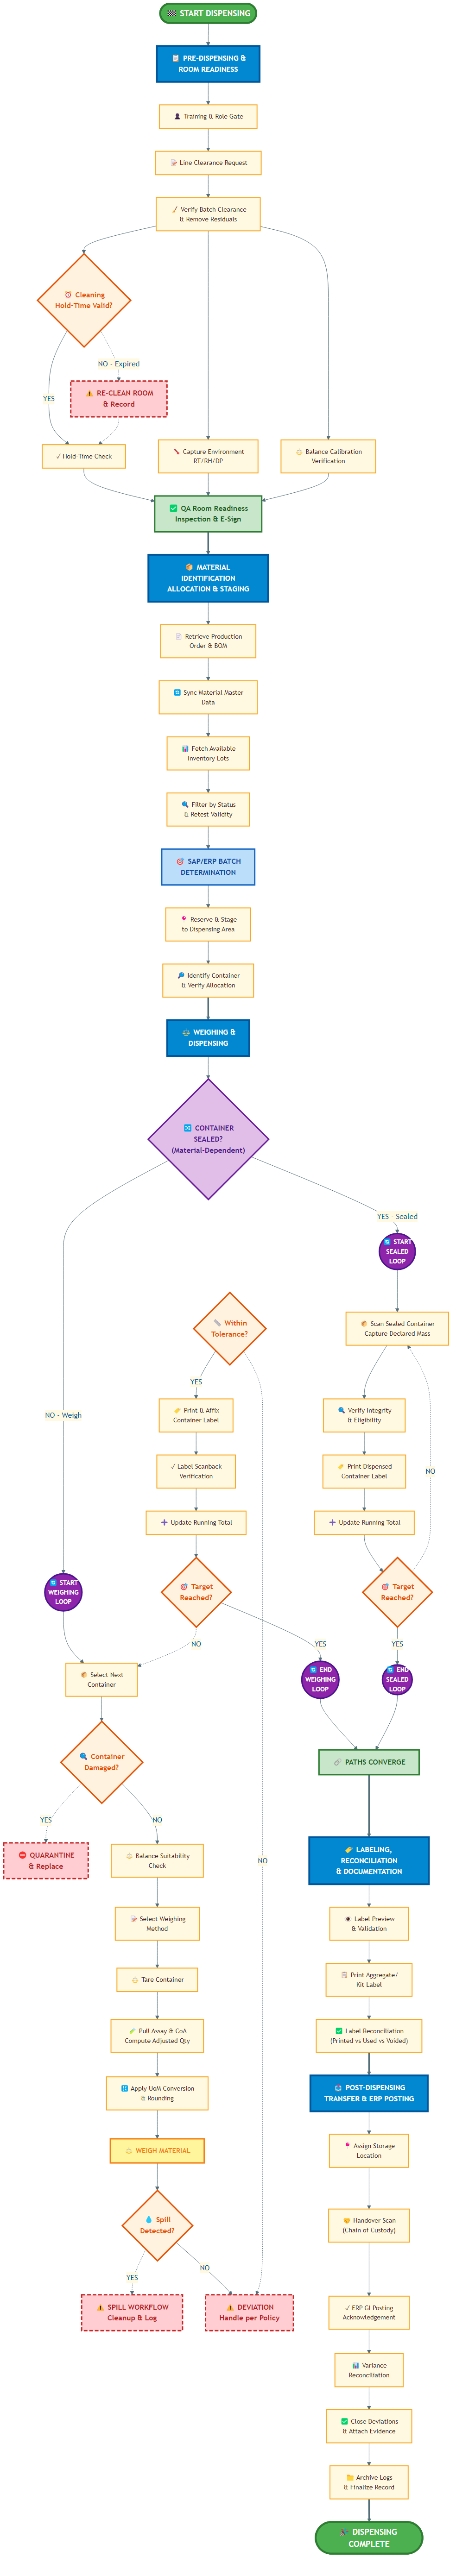 START DISPENSING
PRE-DISPENSING &
ROOM READINESS
Training & Role Gate
Line Clearance Request
Verify Batch Clearance
& Remove Residuals
Cleaning
Hold-Time Valid?
NO - Expired
YES
RE-CLEAN ROOM
& Record
✓ Hold-Time Check
Capture Environment
RT/RH/DP
Balance Calibration
Verification
QA Room Readiness
Inspection & E-Sign
MATERIAL
IDENTIFICATION
ALLOCATION & STAGING
Retrieve Production
Order & BOM
Sync Material Master
Data
Fetch Available
Inventory Lots
Filter by Status
& Retest Validity
SAP/ERP BATCH
DETERMINATION
Reserve & Stage
to Dispensing Area
Identify Container
& Verify Allocation
WEIGHING &
DISPENSING
CONTAINER
SEALED?
(Material-Dependent)
YES - Sealed
START
SEALED
LOOP
Within
Tolerance?
Scan Sealed Container
Capture Declared Mass
YES
NO - Weigh
Print & Affix
Container Label
Verify Integrity
& Eligibility
✓ Label Scanback
Verification
Print Dispensed
Container Label
NO
Update Running Total
Update Running Total
START
WEIGHING
LOOP
Target
Reached?
Target
Reached?
NO
YES
YES
Select Next
Container
END
WEIGHING
LOOP
END
SEALED
LOOP
Container
Damaged?
PATHS CONVERGE
YES
NO
QUARANTINE
& Replace
Balance Suitability
Check
NO
LABELING,
RECONCILIATION
& DOCUMENTATION
Select Weighing
Method
Label Preview
& Validation
Tare Container
Print Aggregate/
Kit Label
Pull Assay & CoA
Compute Adjusted Qty
Label Reconciliation
(Printed vs Used vs Voided)
Apply UoM Conversion
& Rounding
POST-DISPENSING
TRANSFER & ERP POSTING
WEIGH MATERIAL
Assign Storage
Location
Spill
Detected?
Handover Scan
(Chain of Custody)
YES
NO
SPILL WORKFLOW
Cleanup & Log
DEVIATION
Handle per Policy
✓ ERP GI Posting
Acknowledgement
Variance
Reconciliation
Close Deviations
& Attach Evidence
Archive Logs
& Finalize Record
DISPENSING
COMPLETE